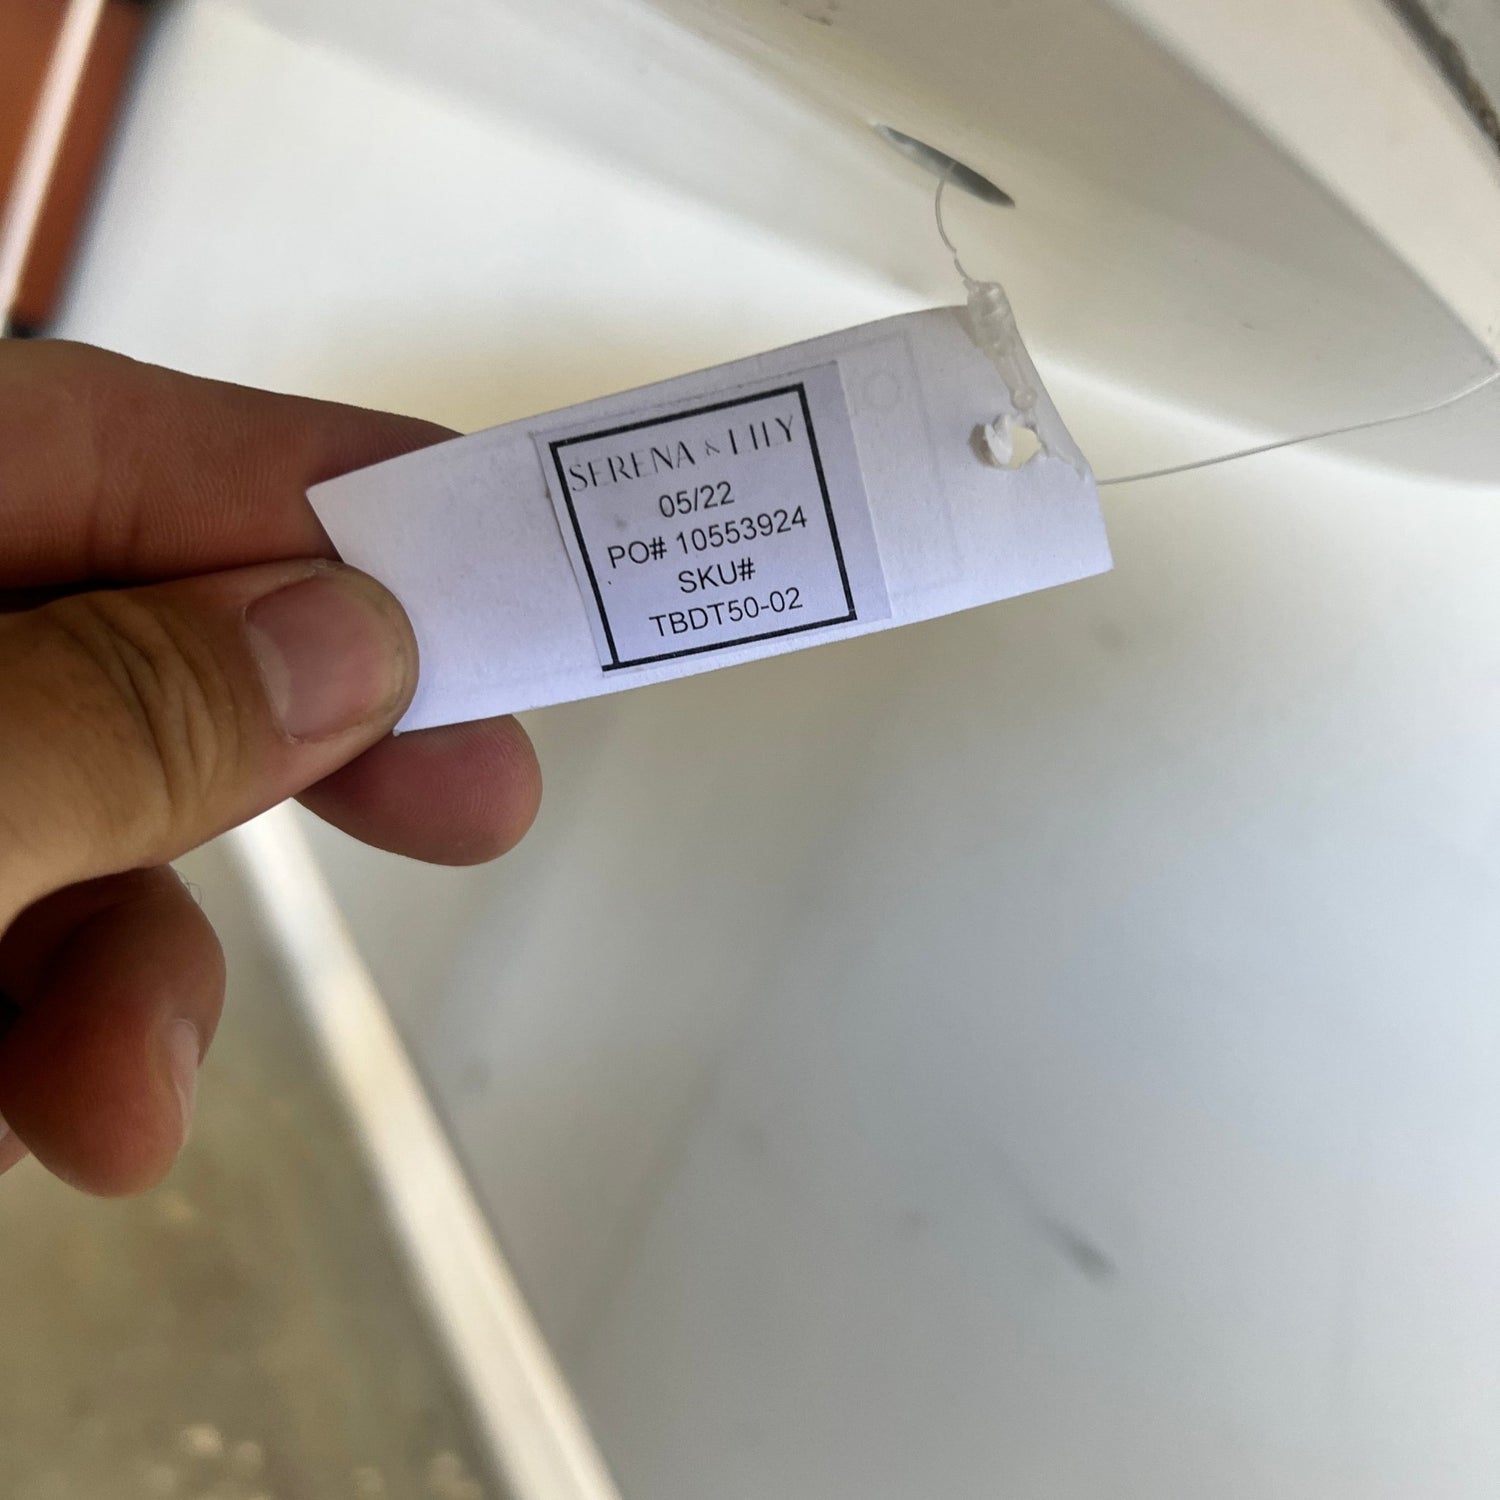 SERENA & LILY
05/22
PO# 10553924
SKU#
TBDT50-02